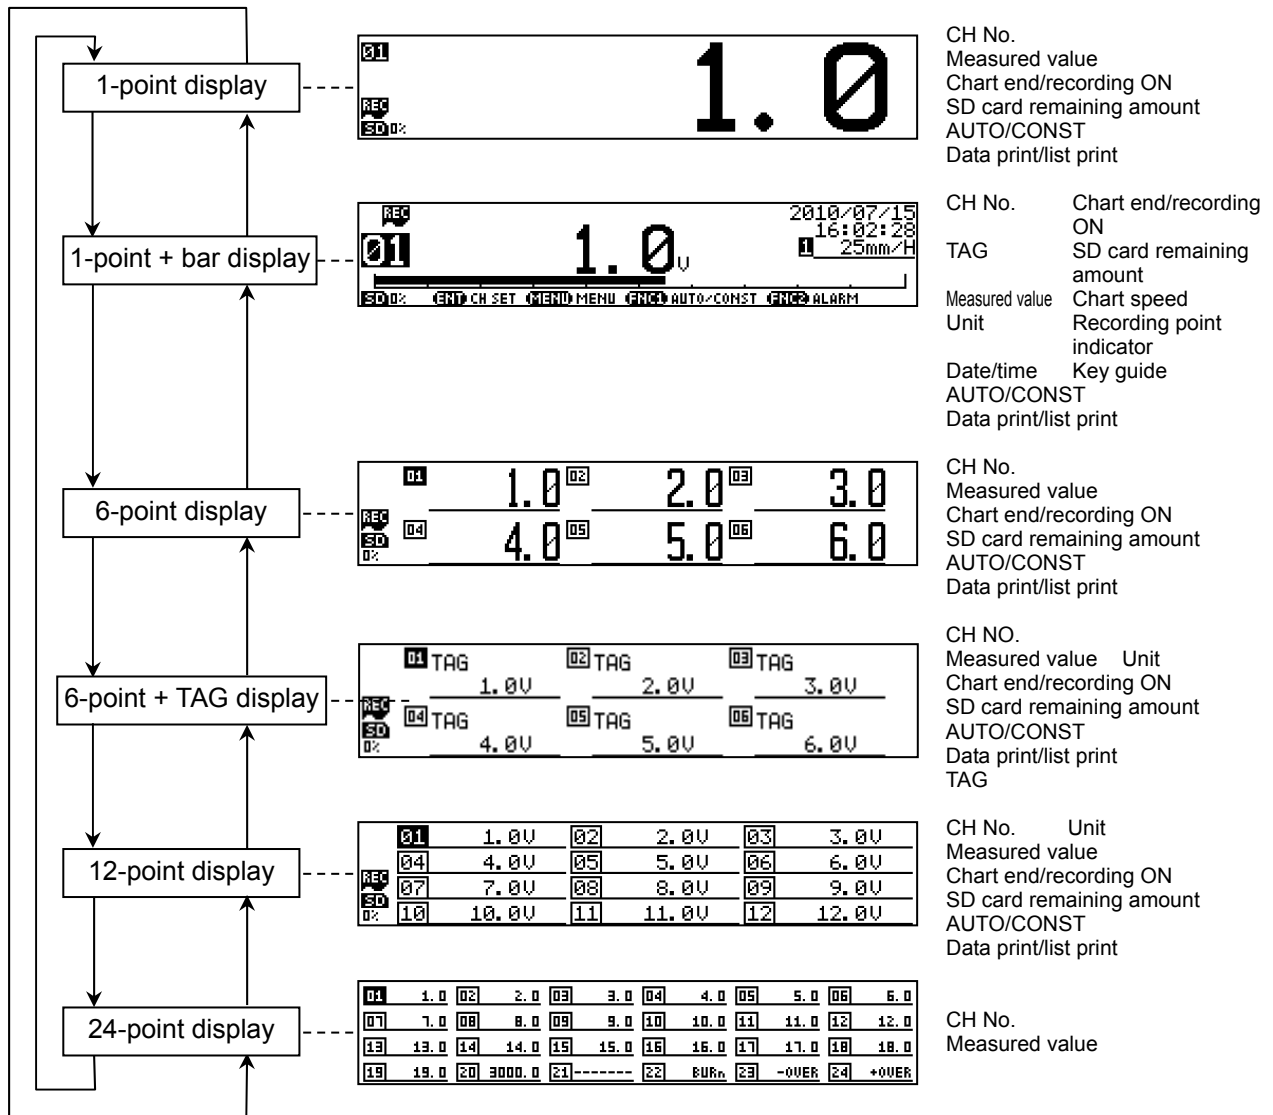 1-point display
01
REC
SD 0%
1.0
CH No.
Measured value
Chart end/recording ON
SD card remaining amount
AUTO/CONST
Data print/list print
1-point + bar display
REC
01
1.0 V
2010/07/15
16:02:28
1 25mm/H
SD 0% ENT CH SET MENU MENU FNC1 AUTO/CONST FNC2 ALARM
CH No. Chart end/recording
ON
TAG SD card remaining
amount
Measured value Chart speed
Unit Recording point
indicator
Date/time Key guide
AUTO/CONST
Data print/list print
6-point display
01 1.0 02 2.0 03 3.0
REC
SD
0%
04 4.0 05 5.0 06 6.0
CH No.
Measured value
Chart end/recording ON
SD card remaining amount
AUTO/CONST
Data print/list print
6-point + TAG display
01 TAG 02 TAG 03 TAG
1.0V 2.0V 3.0V
REC
SD
0%
04 TAG 05 TAG 06 TAG
4.0V 5.0V 6.0V
CH NO.
Measured value Unit
Chart end/recording ON
SD card remaining amount
AUTO/CONST
Data print/list print
TAG
12-point display
01 1.0V 02 2.0V 03 3.0V
04 4.0V 05 5.0V 06 6.0V
REC
07 7.0V 08 8.0V 09 9.0V
SD
0%
10 10.0V 11 11.0V 12 12.0V
CH No. Unit
Measured value
Chart end/recording ON
SD card remaining amount
AUTO/CONST
Data print/list print
24-point display
01 1.0 02 2.0 03 3.0 04 4.0 05 5.0 06 6.0
07 7.0 08 8.0 09 9.0 10 10.0 11 11.0 12 12.0
13 13.0 14 14.0 15 15.0 16 16.0 17 17.0 18 18.0
19 19.0 20 3000.0 21 ------- 22 BURn 23 -OVER 24 +OVER
CH No.
Measured value